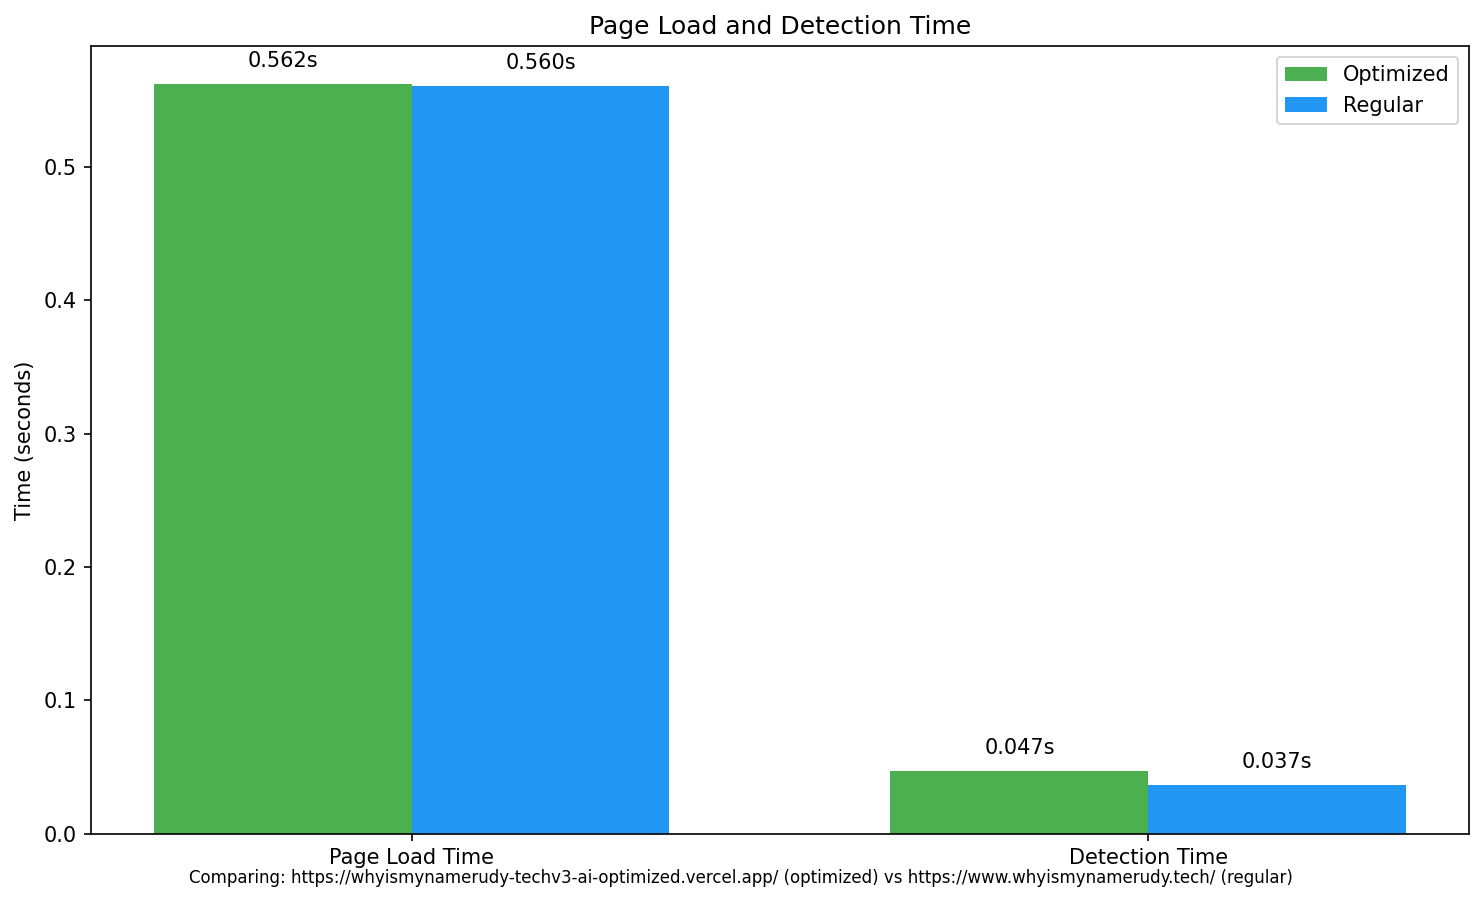 Page Load and Detection Time
0.562s
0.560s
Optimized
Regular
0.5
0.4
0.3
0.2
0.1
0.0
Time (seconds)
0.047s
0.037s
Page Load Time
Detection Time
Comparing: https://whyismynamerudy-techv3-ai-optimized.vercel.app/ (optimized) vs https://www.whyismynamerudy.tech/ (regular)